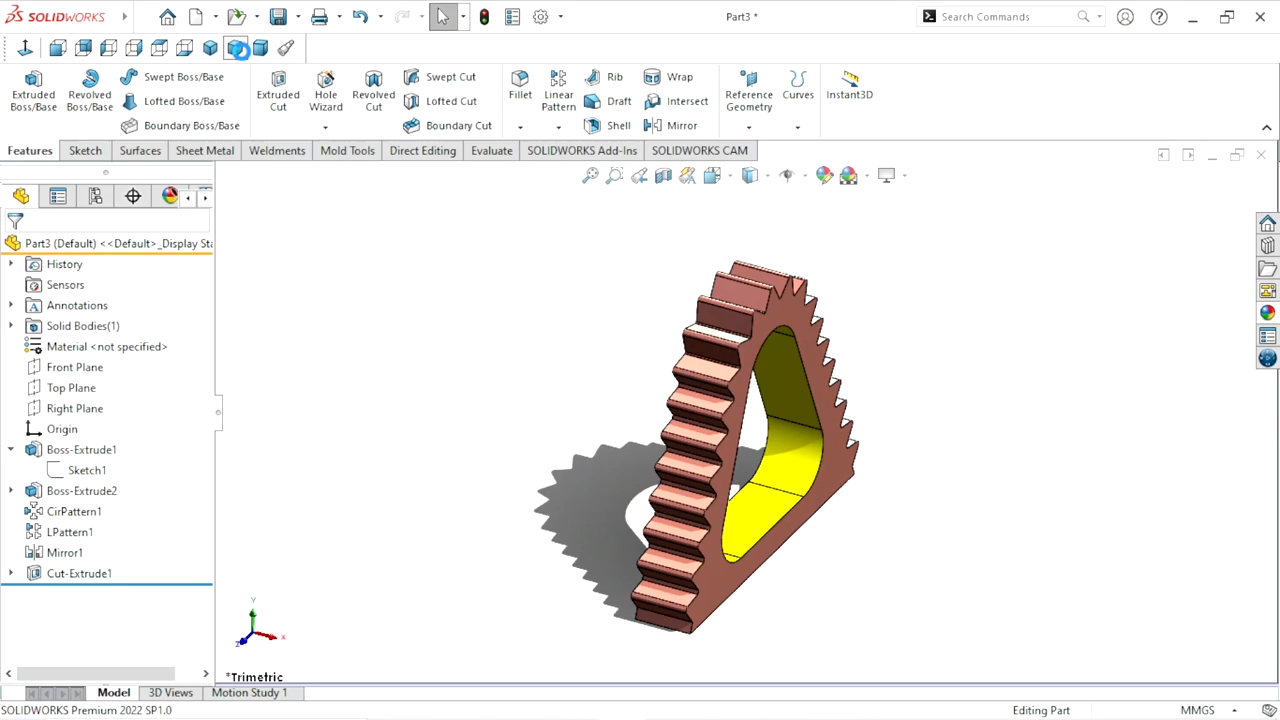 SOLIDWORKS
Part3 *
Search Commands
Extruded Boss/Base
Revolved Boss/Base
Swept Boss/Base
Lofted Boss/Base
Boundary Boss/Base
Extruded Cut
Hole Wizard
Revolved Cut
Swept Cut
Lofted Cut
Boundary Cut
Fillet
Linear Pattern
Rib
Draft
Shell
Wrap
Intersect
Mirror
Reference Geometry
Curves
Instant3D
Features Sketch Surfaces Sheet Metal Weldments Mold Tools Direct Editing Evaluate SOLIDWORKS Add-Ins SOLIDWORKS CAM
Part3 (Default) <<Default>_Display Sta
History
Sensors
Annotations
Solid Bodies(1)
Material <not specified>
Front Plane
Top Plane
Right Plane
Origin
Boss-Extrude1
Sketch1
Boss-Extrude2
CirPattern1
LPattern1
Mirror1
Cut-Extrude1
Y
X
Z
*Trimetric
Model 3D Views Motion Study 1
SOLIDWORKS Premium 2022 SP1.0
Editing Part
MMGS